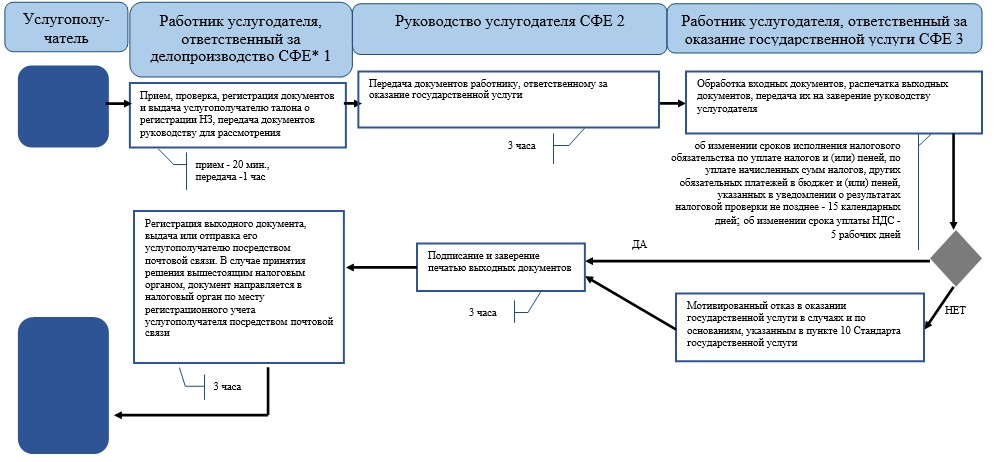 Услугополу-
чатель
Работник услугодателя,
ответственный за
делопроизводство СФЕ* 1
Руководство услугодателя СФЕ 2
Работник услугодателя, ответственный за
оказание государственной услуги СФЕ 3
Прием, проверка, регистрация документов
и выдача услугополучателю талона о
регистрации НЗ, передача документов
руководству для рассмотрения
прием - 20 мин.,
передача -1 час
Передача документов работнику, ответственному за
оказание государственной услуги
3 часа
Обработка входных документов, распечатка выходных
документов, передача их на заверение руководству
услугодателя
об изменении сроков исполнения налогового
обязательства по уплате налогов и (или) пеней, по
уплате начисленных сумм налогов, других
обязательных платежей в бюджет и (или) пеней,
указанных в уведомлении о результатах
налоговой проверки не позднее - 15 календарных
дней; об изменении срока уплаты НДС -
5 рабочих дней
ДА
НЕТ
Мотивированный отказ в оказании
государственной услуги в случаях и по
основаниям, указанным в пункте 10 Стандарта
государственной услуги
Подписание и заверение
печатью выходных документов
3 часа
Регистрация выходного документа,
выдача или отправка его
услугополучателю посредством
почтовой связи. В случае принятия
решения вышестоящим налоговым
органом, документ направляется в
налоговый орган по месту
регистрационного учета
услугополучателя посредством почтовой
связи
3 часа